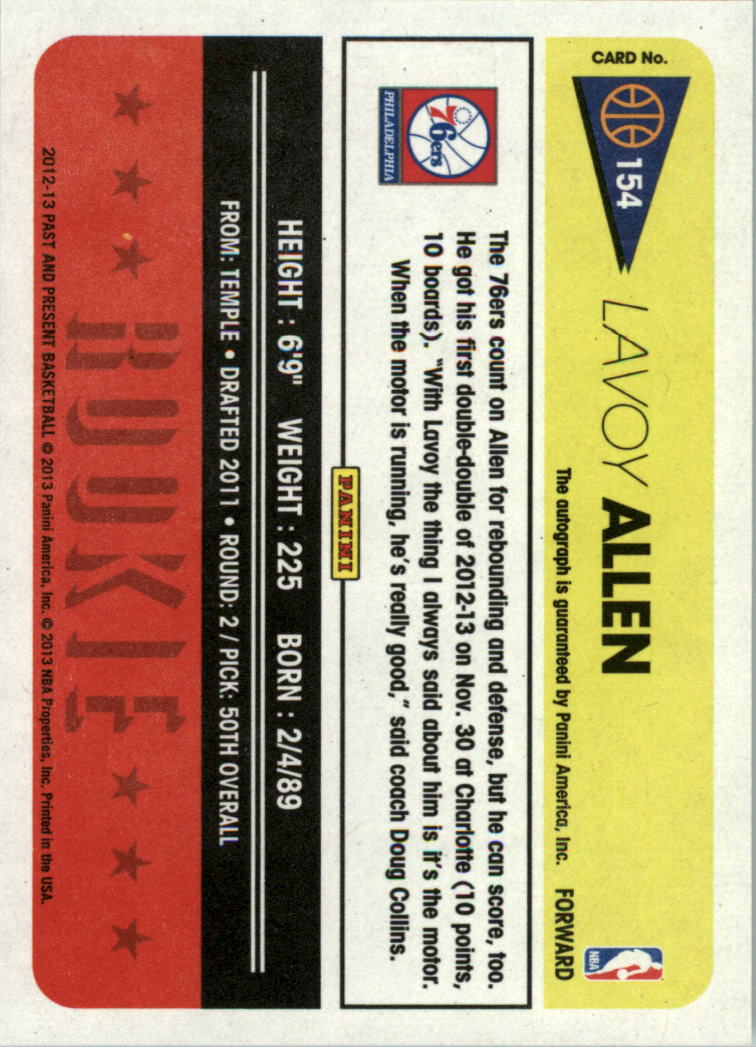 CARD No.
154
LAVOY ALLEN
The autograph is guaranteed by Panini America, Inc.
FORWARD
NBA
76ers
PHILADELPHIA
The 76ers count on Allen for rebounding and defense, but he can score, too.
He got his first double-double of 2012-13 on Nov. 30 at Charlotte (10 points,
10 boards). "With Lavoy the thing I always said about him is it's the motor.
When the motor is running, he's really good," said coach Doug Collins.
PANINI
HEIGHT : 6'9" WEIGHT : 225 BORN : 2/4/89
FROM: TEMPLE • DRAFTED 2011 • ROUND: 2 / PICK: 50TH OVERALL
ROOKIE
2012-13 PAST AND PRESENT BASKETBALL © 2013 Panini America, Inc. © 2013 NBA Properties, Inc. Printed in the USA.